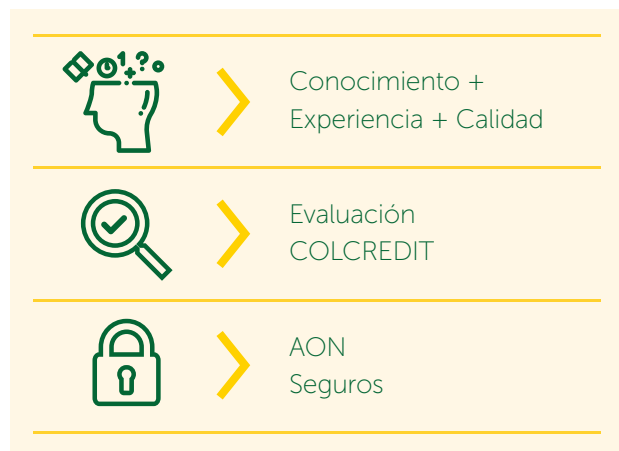 Conocimiento +
Experiencia + Calidad
Evaluación
COLCREDIT
AON
Seguros